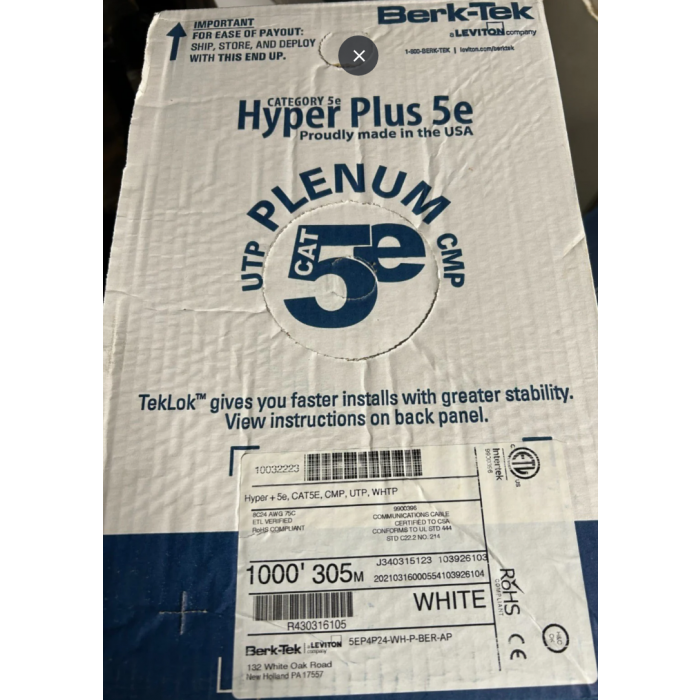 IMPORTANT
FOR EASE OF PAYOUT:
SHIP, STORE, AND DEPLOY
WITH THIS END UP.
Berk-Tek
a LEVITON company
1-800-BERK-TEK | leviton.com/berktek
CATEGORY 5e
Hyper Plus 5e
Proudly made in the USA
UTP PLENUM CMP
CAT 5e
TekLok™ gives you faster installs with greater stability.
View instructions on back panel.
10032223
Hyper + 5e, CAT5E, CMP, UTP, WHTP
8C24 AWG 75C
ETL VERIFIED
RoHS COMPLIANT
9900396
COMMUNICATIONS CABLE
CERTIFIED TO CSA
CONFORMS TO UL STD 444
STD C22.2 NO. 214
C ETL US
Intertek
J340315123 103926103
20210316000554103926104
1000' 305M
WHITE
R430316105
RoHS
COMPLIANT
CE
Berk-Tek LEVITON company
5EP4P24-WH-P-BER-AP
132 White Oak Road
New Holland PA 17557